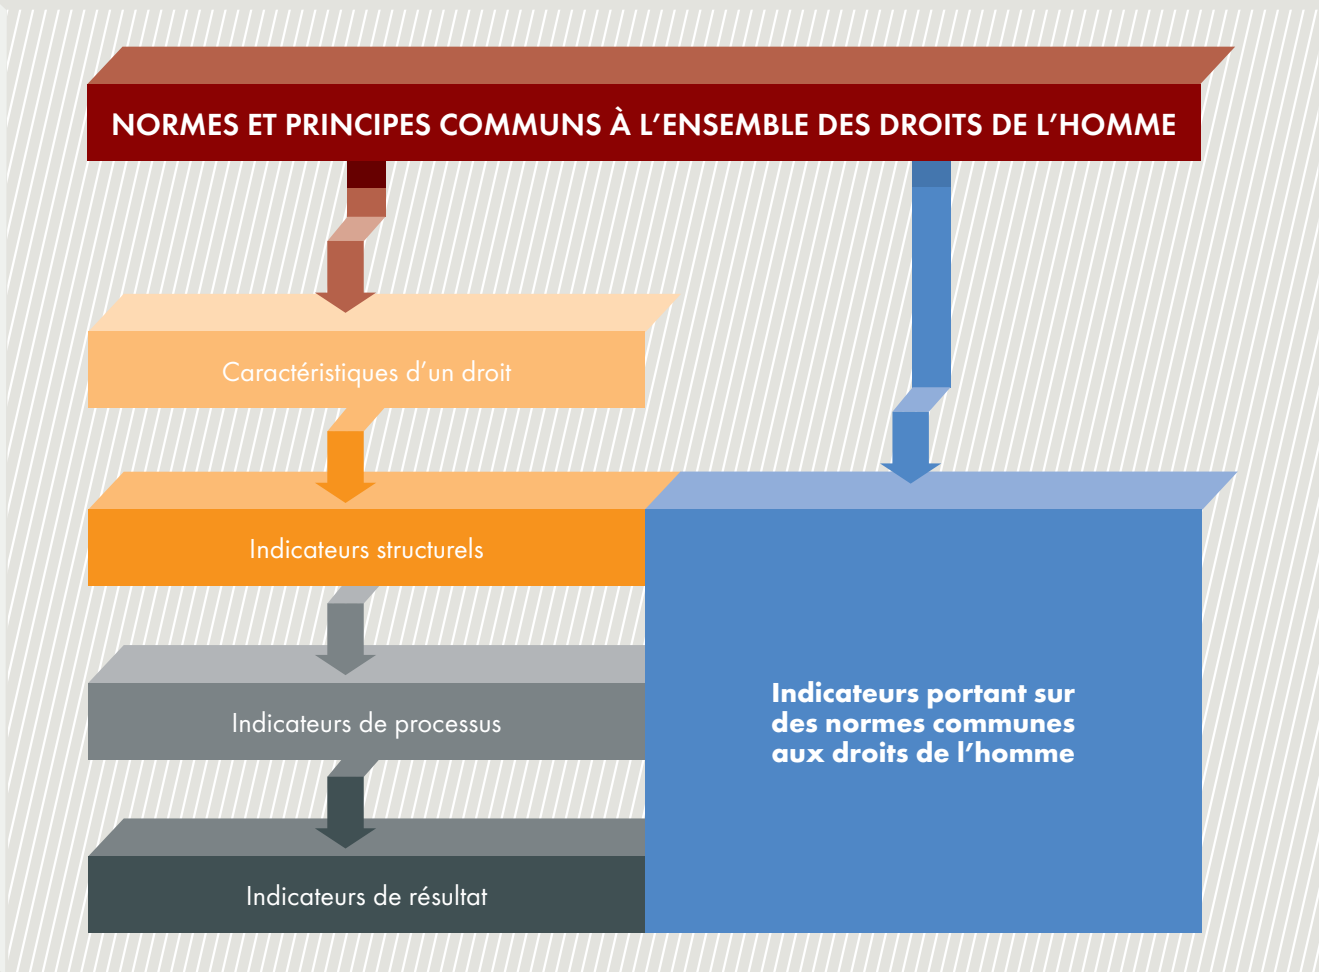 NORMES ET PRINCIPES COMMUNS À L’ENSEMBLE DES DROITS DE L’HOMME
Caractéristiques d’un droit
Indicateurs structurels
Indicateurs de processus
Indicateurs de résultat
Indicateurs portant sur
des normes communes
aux droits de l’homme